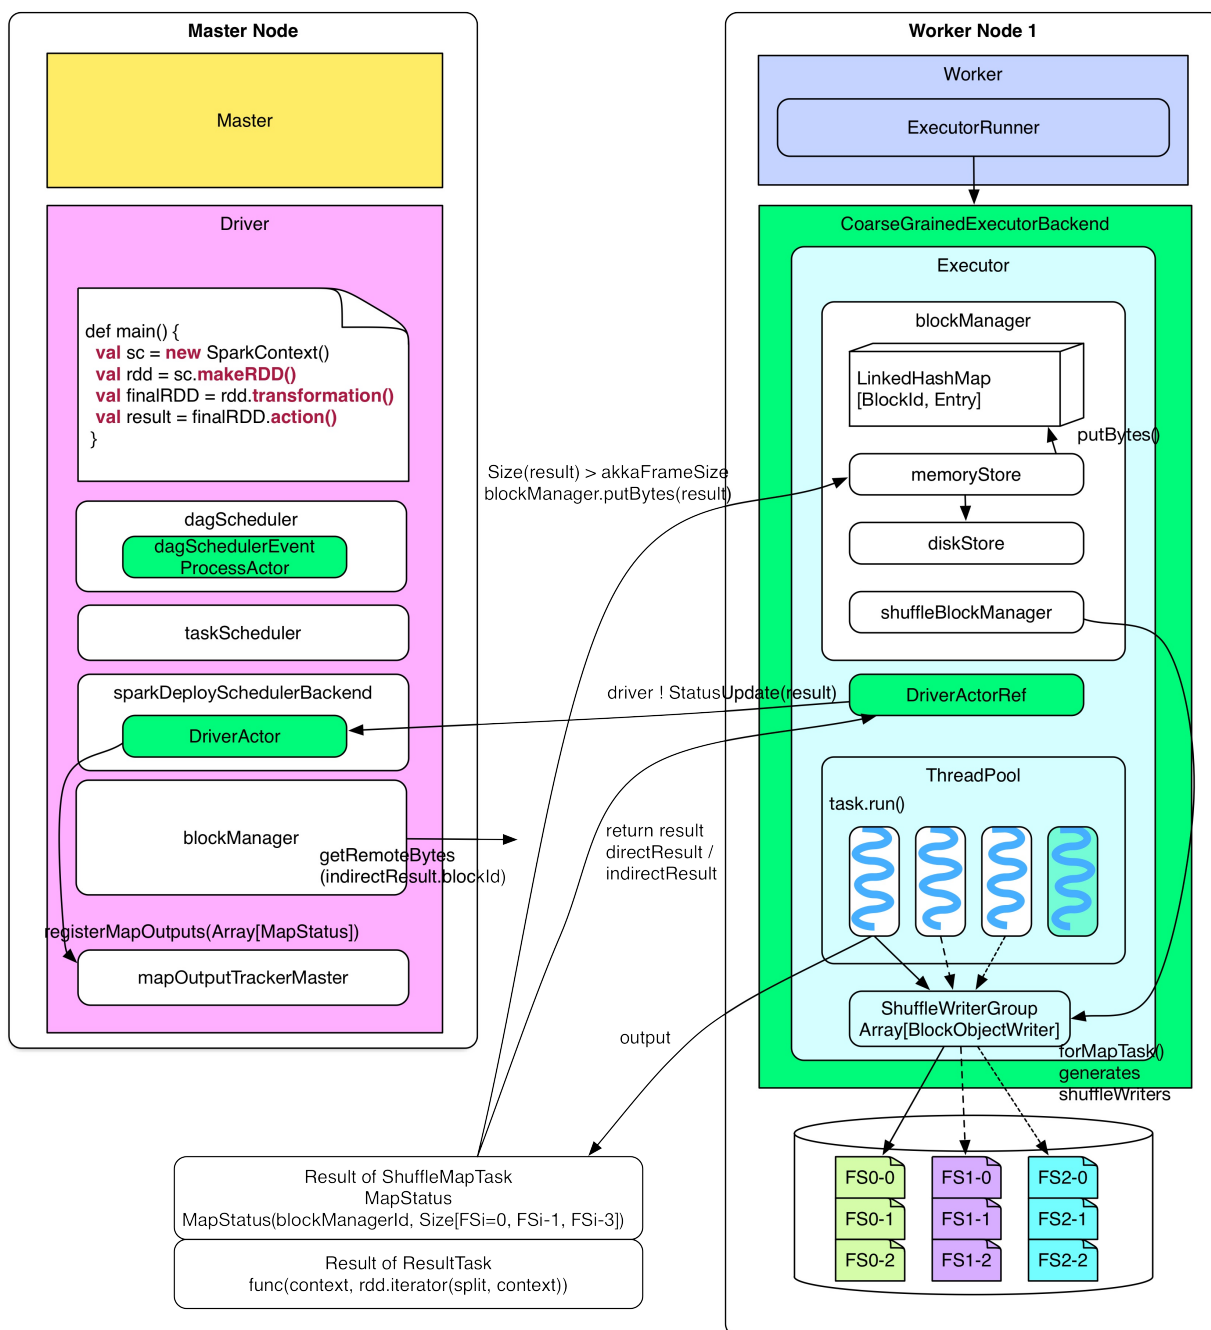 Master Node
Master
Driver
def main() {
val sc = new SparkContext()
val rdd = sc.makeRDD()
val finalRDD = rdd.transformation()
val result = finalRDD.action()
}
dagScheduler
dagSchedulerEvent
ProcessActor
taskScheduler
sparkDeploySchedulerBackend
DriverActor
blockManager
getRemoteBytes
(indirectResult.blockId)
registerMapOutputs(Array[MapStatus])
mapOutputTrackerMaster
Size(result) > akkaFrameSize
blockManager.putBytes(result)
driver ! StatusUpdate(result)
return result
directResult /
indirectResult
output
Result of ShuffleMapTask
MapStatus
MapStatus(blockManagerId, Size[FSi=0, FSi-1, FSi-3])
Result of ResultTask
func(context, rdd.iterator(split, context))
Worker Node 1
Worker
ExecutorRunner
CoarseGrainedExecutorBackend
Executor
blockManager
LinkedHashMap
[BlockId, Entry]
putBytes()
memoryStore
diskStore
shuffleBlockManager
DriverActorRef
ThreadPool
task.run()
ShuffleWriterGroup
Array[BlockObjectWriter]
forMapTask()
generates
shuffleWriters
FS0-0 FS1-0 FS2-0
FS0-1 FS1-1 FS2-1
FS0-2 FS1-2 FS2-2